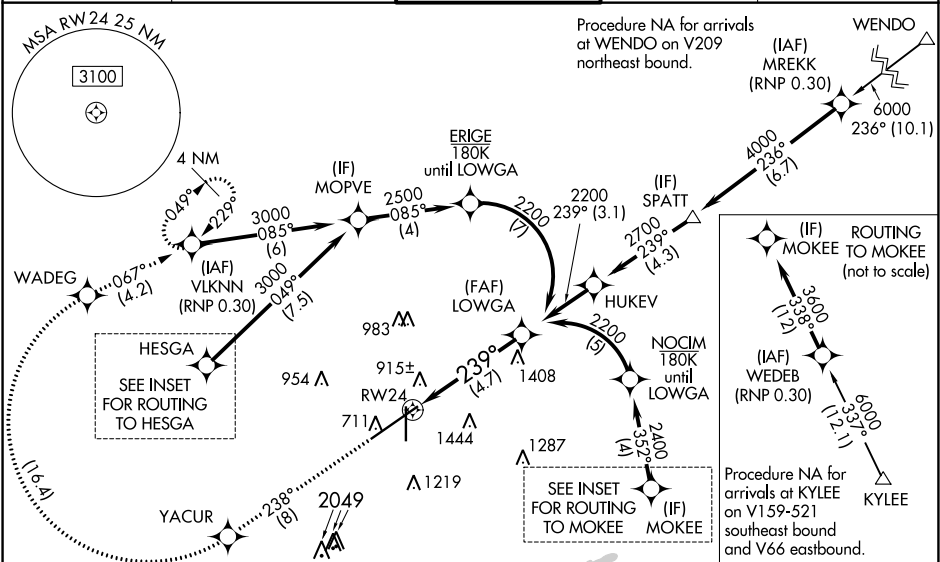 MSA RW24 25 NM
3100
Procedure NA for arrivals
at WENDO on V209
northeast bound.
WENDO
(IAF)
MREKK
(RNP 0.30)
6000
236° (10.1)
4000
236°
(6.7)
ERIGE
180K
until LOWGA
4 NM
049°
229°
(IF)
MOPVE
2500
085°
(4)
3000
085°
(6)
2200
(7)
2200
239° (3.1)
(IF)
SPATT
2700
239°
(4.3)
WADEG
067°
(4.2)
(IAF)
VLKNN
(RNP 0.30)
3000
049°
(7.5)
(FAF)
LOWGA
HUKEV
(IF)
MOKEE
ROUTING
TO MOKEE
(not to scale)
3600
338°
(12)
(IAF)
WEDEB
(RNP 0.30)
6000
337°
(12.1)
KYLEE
Procedure NA for
arrivals at KYLEE
on V159-521
southeast bound
and V66 eastbound.
HESGA
SEE INSET
FOR ROUTING
TO HESGA
983
954
915±
RW24
711
239°
(4.7)
1408
2200
(5)
NOCIM
180K
until
LOWGA
1444
1287
1219
2400
352°
(4)
SEE INSET
FOR ROUTING
TO MOKEE
(IF)
MOKEE
(16.4)
YACUR
238°
(8)
2049